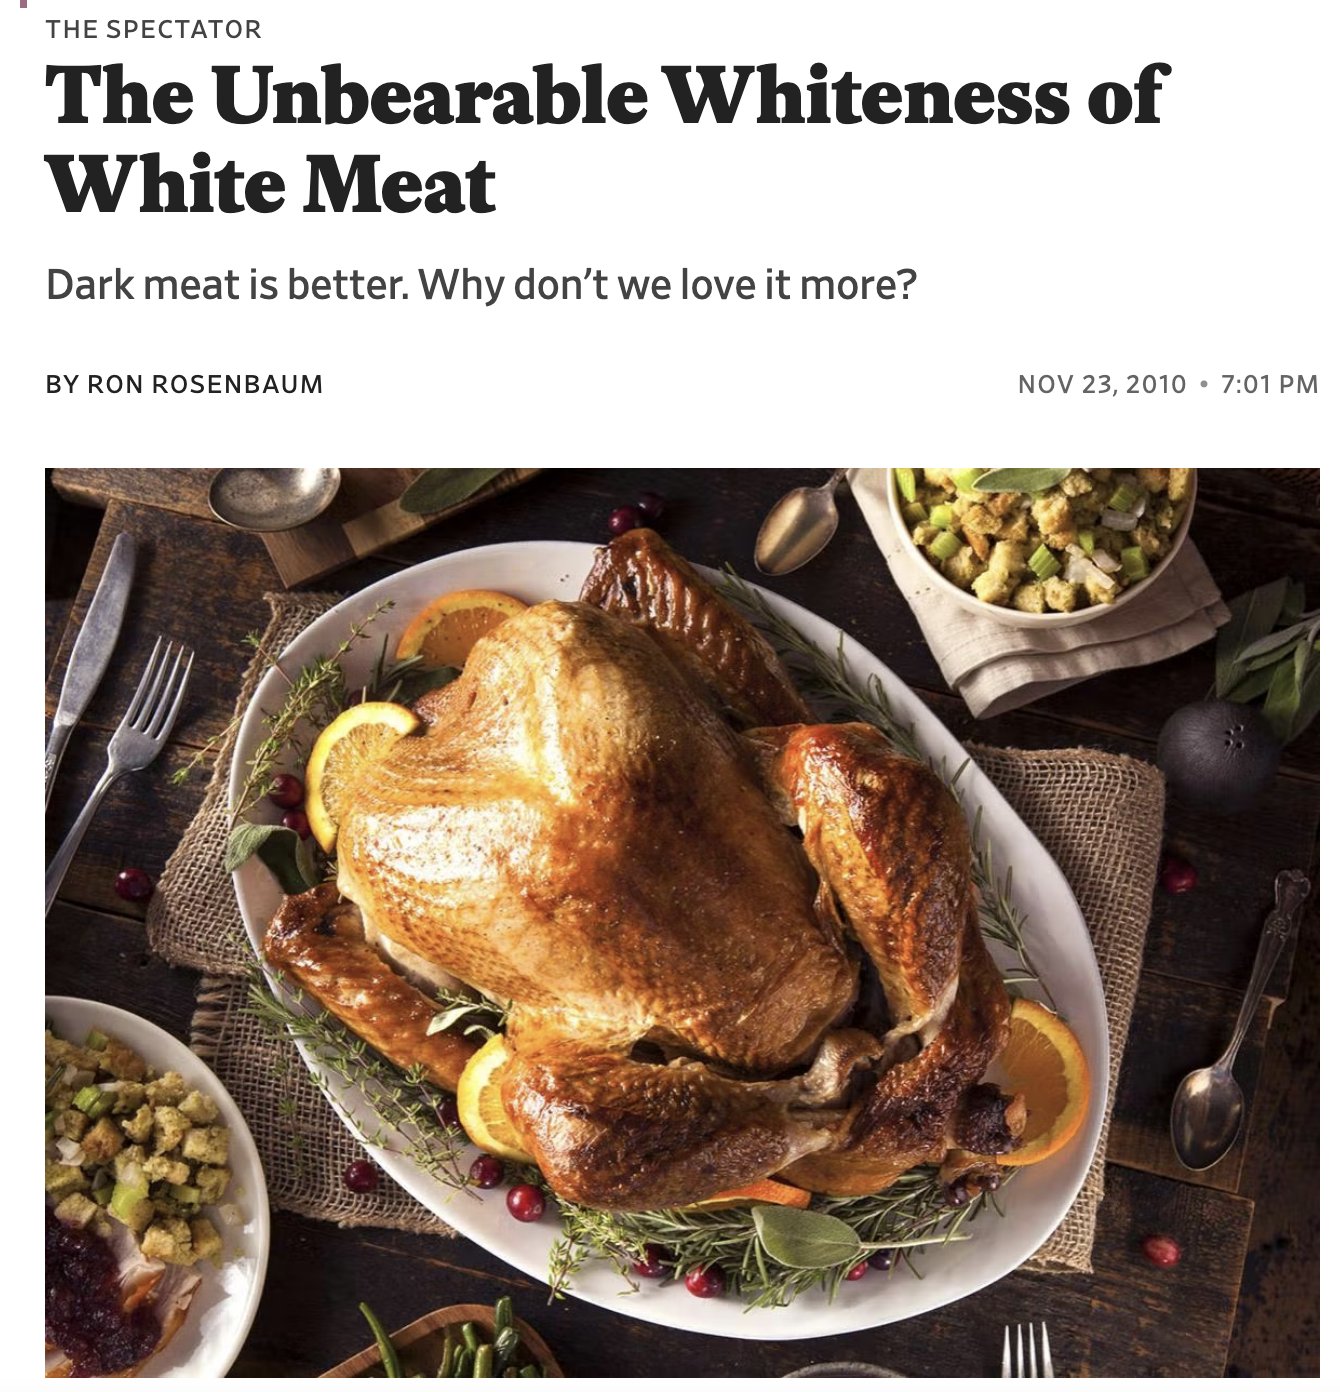 THE SPECTATOR
The Unbearable Whiteness of
White Meat
Dark meat is better. Why don’t we love it more?
BY RON ROSENBAUM
NOV 23, 2010 • 7:01 PM